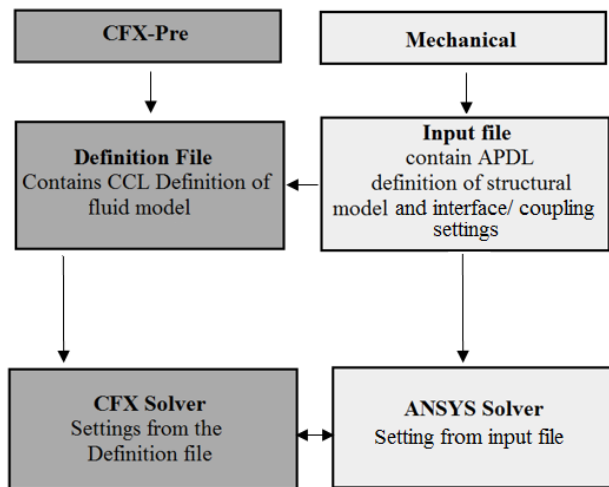 CFX-Pre
Mechanical
Definition File
Contains CCL Definition of
fluid model
Input file
contain APDL
definition of structural
model and interface/ coupling
settings
CFX Solver
Settings from the
Definition file
ANSYS Solver
Setting from input file